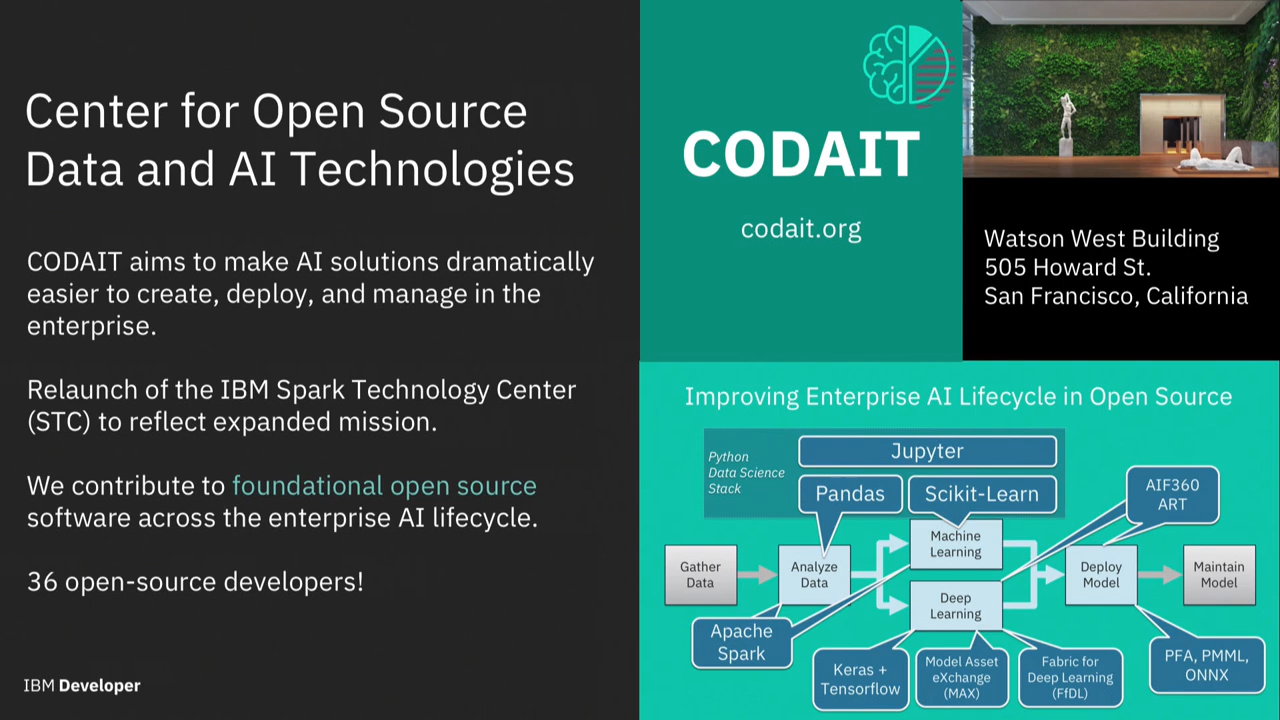 Center for Open Source
Data and AI Technologies
CODAIT aims to make AI solutions dramatically
easier to create, deploy, and manage in the
enterprise.
Relaunch of the IBM Spark Technology Center
(STC) to reflect expanded mission.
We contribute to foundational open source
software across the enterprise AI lifecycle.
36 open-source developers!
IBM Developer
CODAIT
codait.org
Watson West Building
505 Howard St.
San Francisco, California
Improving Enterprise AI Lifecycle in Open Source
Python
Data Science
Stack
Jupyter
Pandas
Scikit-Learn
AIF360
ART
Gather
Data
Analyze
Data
Machine
Learning
Deep
Learning
Deploy
Model
Maintain
Model
Apache
Spark
Keras +
Tensorflow
Model Asset
eXchange
(MAX)
Fabric for
Deep Learning
(FfDL)
PFA, PMML,
ONNX